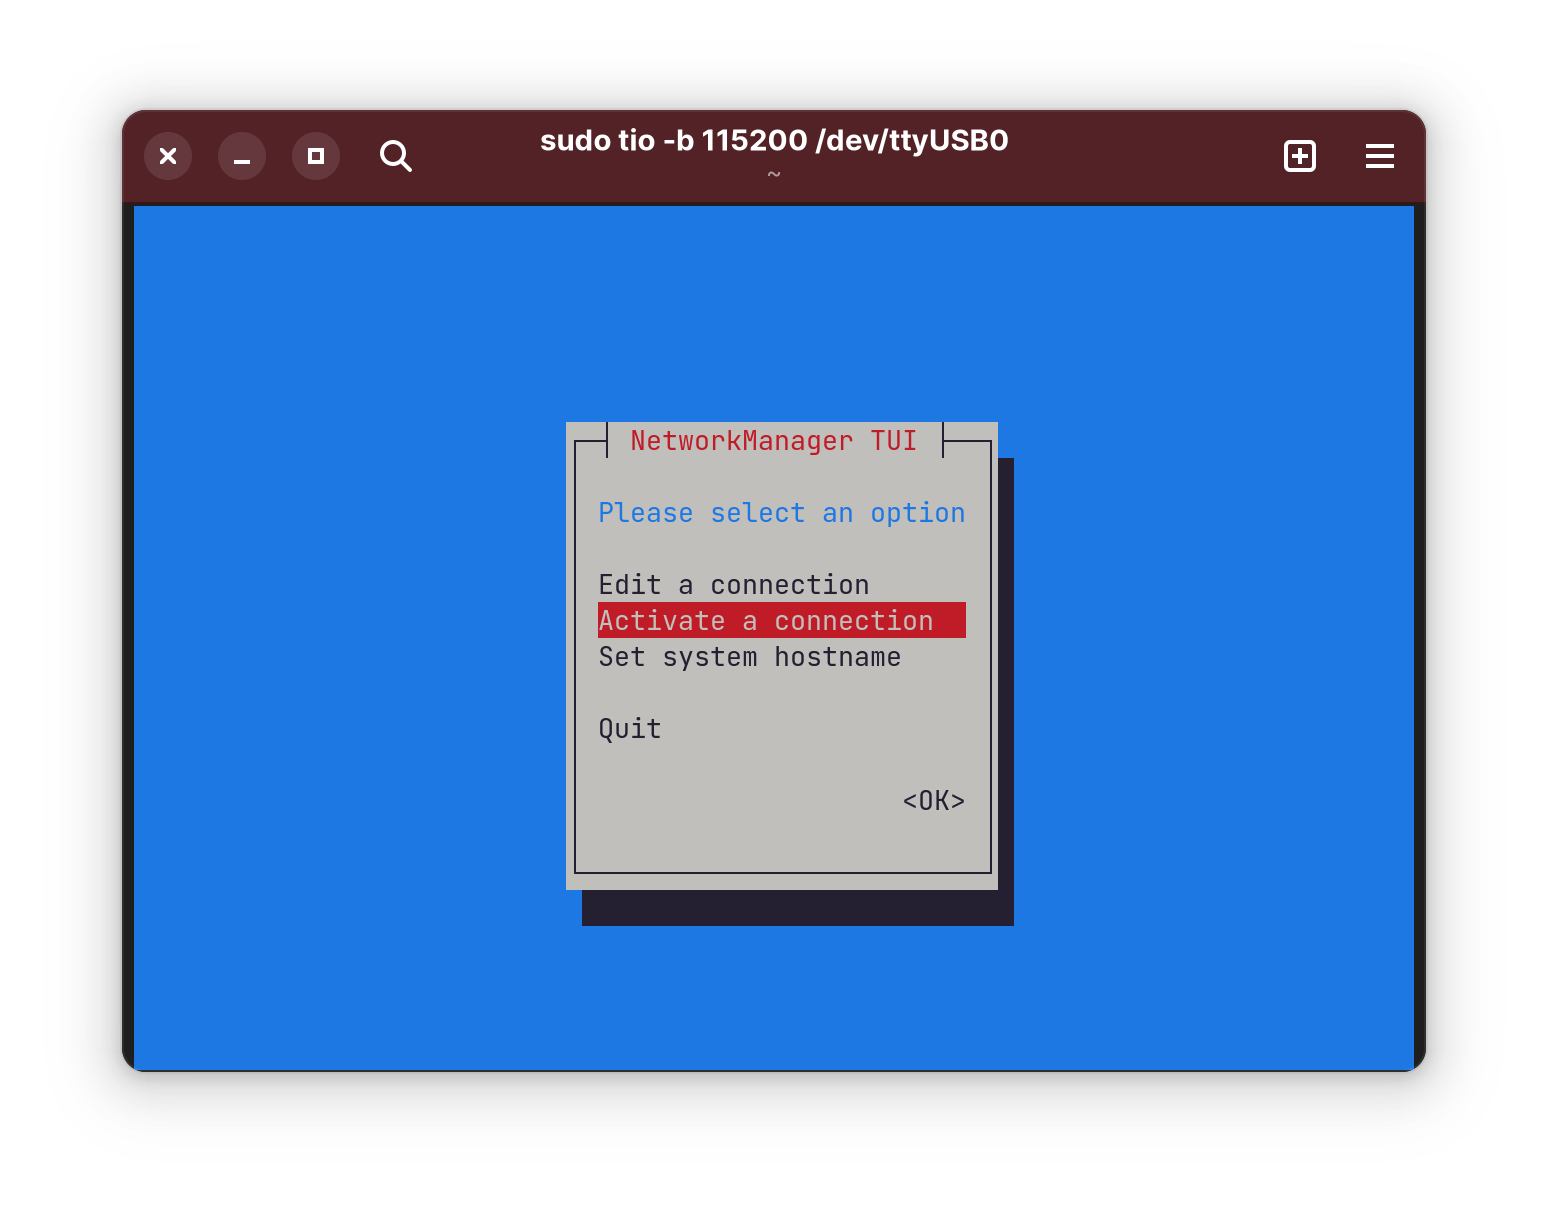 sudo tio -b 115200 /dev/ttyUSB0
~
NetworkManager TUI
Please select an option
Edit a connection
Activate a connection
Set system hostname
Quit
<OK>